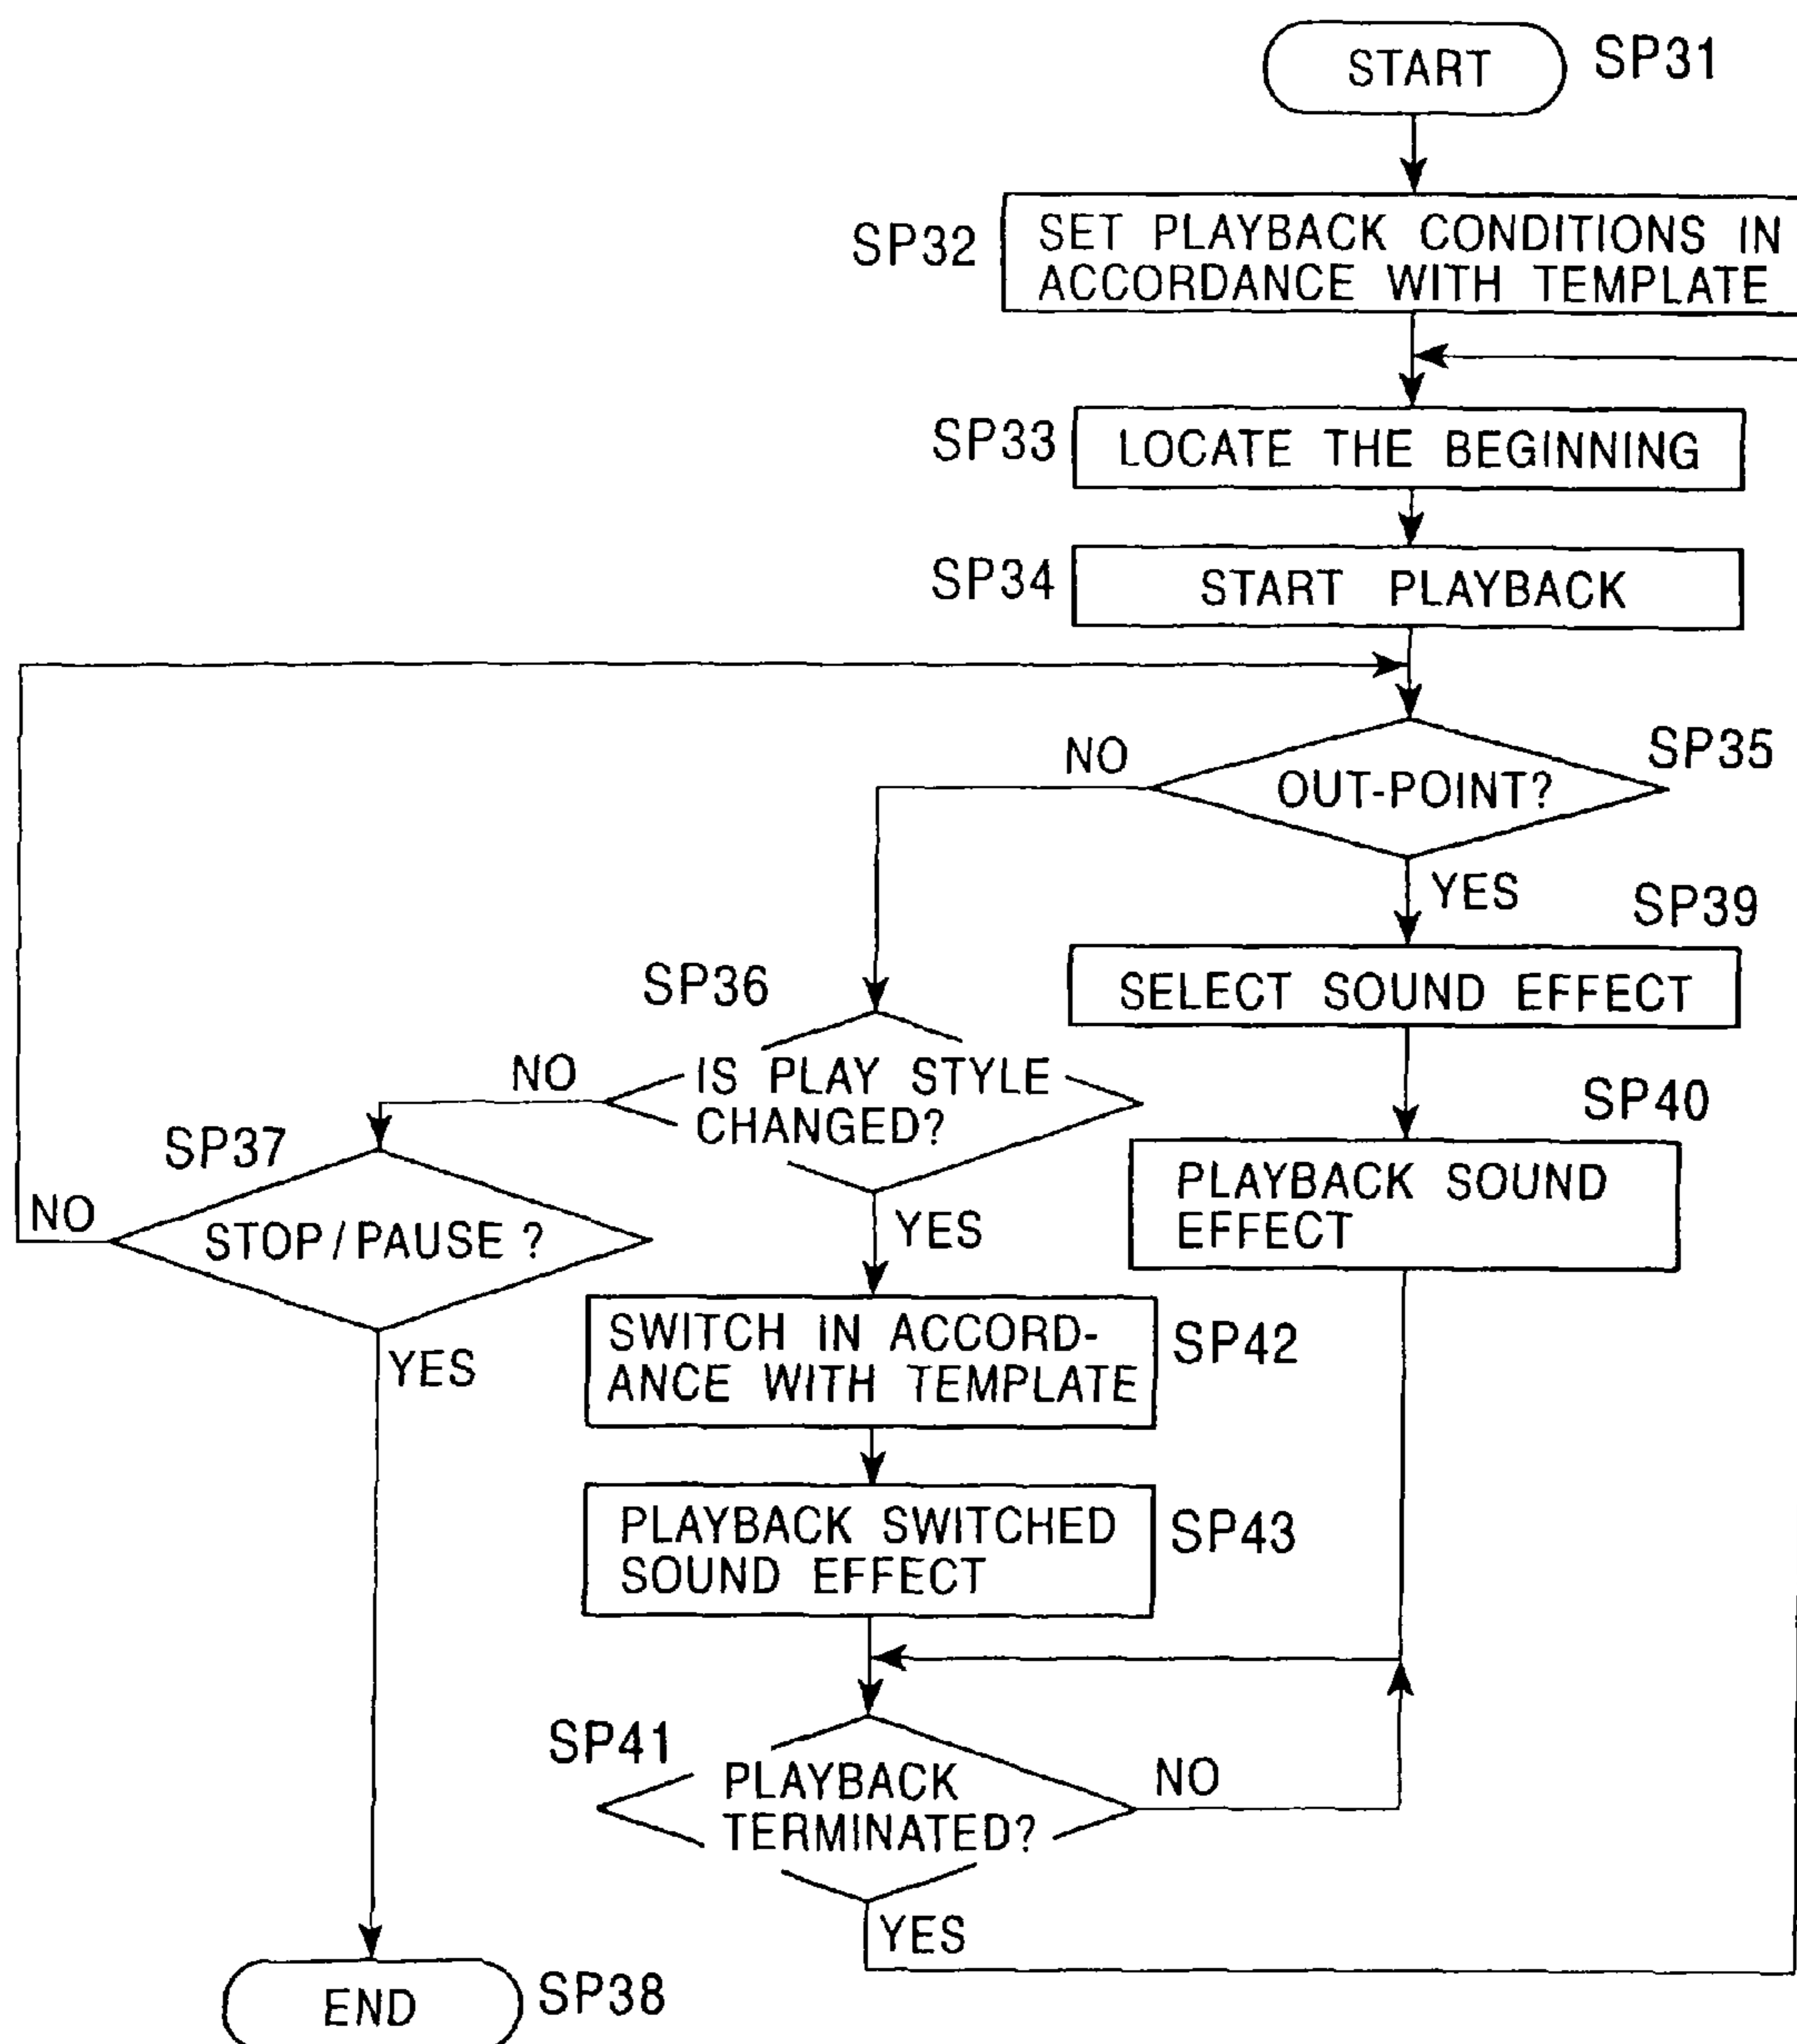 START
SP31
SP32
SET PLAYBACK CONDITIONS IN
ACCORDANCE WITH TEMPLATE
SP33
LOCATE THE BEGINNING
SP34
START PLAYBACK
SP35
NO
OUT-POINT?
YES
SP39
SELECT SOUND EFFECT
SP36
NO
IS PLAY STYLE
CHANGED?
SP40
PLAYBACK SOUND
EFFECT
SP37
NO
STOP/PAUSE ?
YES
YES
SWITCH IN ACCORD-
ANCE WITH TEMPLATE
SP42
PLAYBACK SWITCHED
SOUND EFFECT
SP43
SP41
PLAYBACK
TERMINATED?
NO
YES
END
SP38